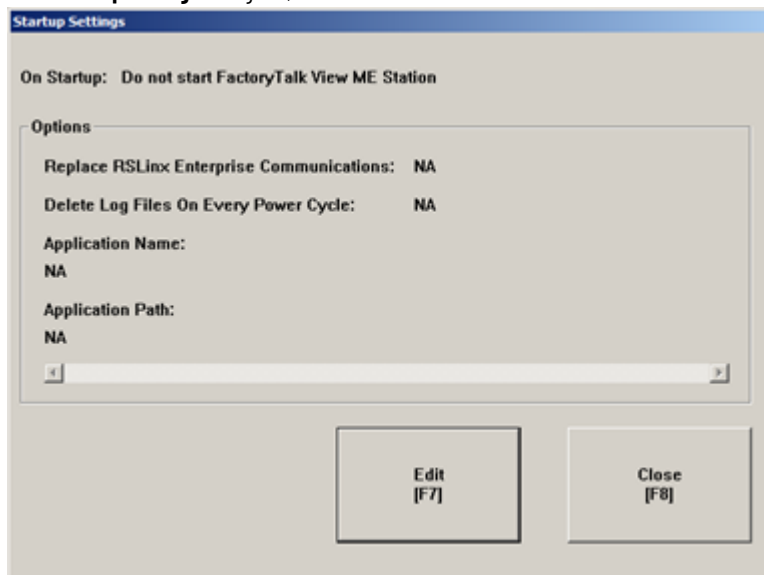 Startup Settings
On Startup: Do not start FactoryTalk View ME Station
Options
Replace RSLinx Enterprise Communications: NA
Delete Log Files On Every Power Cycle: NA
Application Name:
NA
Application Path:
NA
Edit
[F7]
Close
[F8]